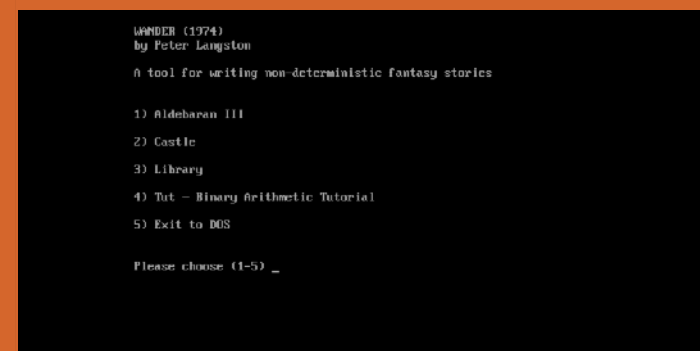 WANDER (1974)
by Peter Langston
A tool for writing non-deterministic fantasy stories
1) Aldebaran III
2) Castle
3) Library
4) Tut - Binary Arithmetic Tutorial
5) Exit to DOS
Please choose (1-5) _